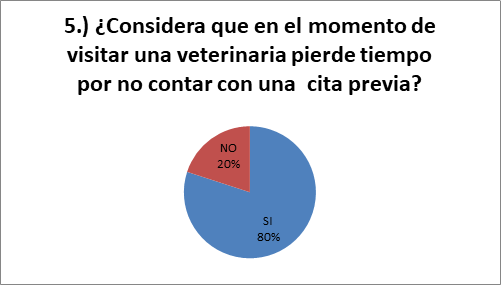 5.) ¿Considera que en el momento de
visitar una veterinaria pierde tiempo
por no contar con una  cita previa?
NO
20%
SI
80%